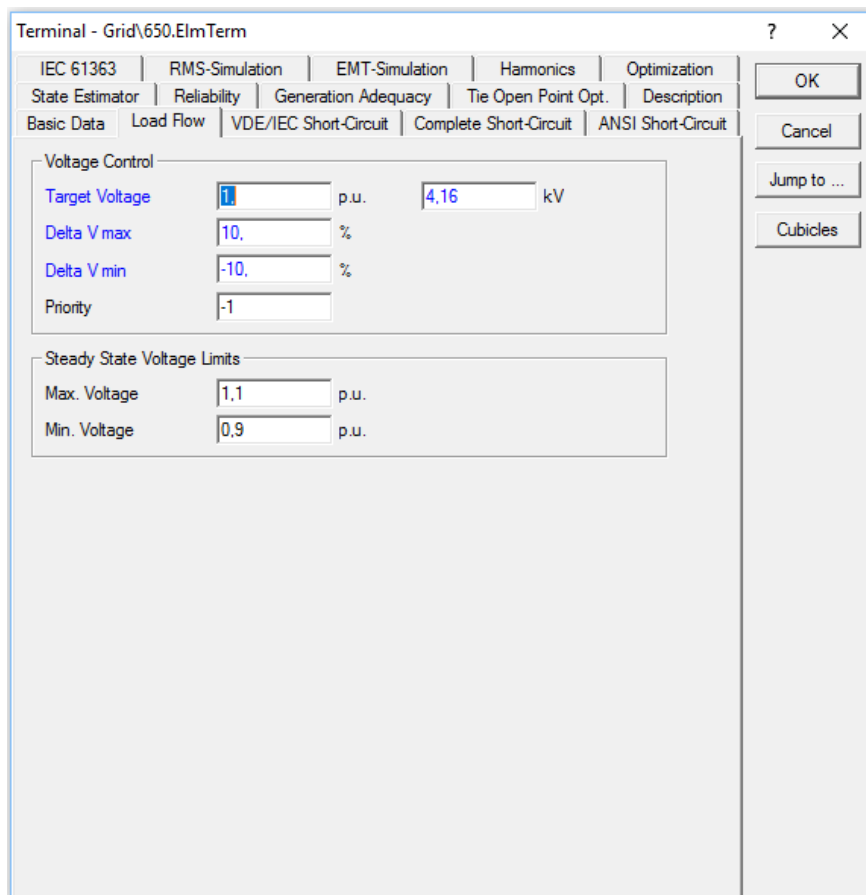 Terminal - Grid\650.ElmTerm ? ×
IEC 61363 RMS-Simulation EMT-Simulation Harmonics Optimization
OK
State Estimator Reliability Generation Adequacy Tie Open Point Opt. Description
Basic Data Load Flow VDE/IEC Short-Circuit Complete Short-Circuit ANSI Short-Circuit
Cancel
Voltage Control
Jump to ...
Target Voltage 1, p.u. 4,16 kV
Delta V max 10, %
Cubicles
Delta V min -10, %
Priority -1
Steady State Voltage Limits
Max. Voltage 1,1 p.u.
Min. Voltage 0,9 p.u.